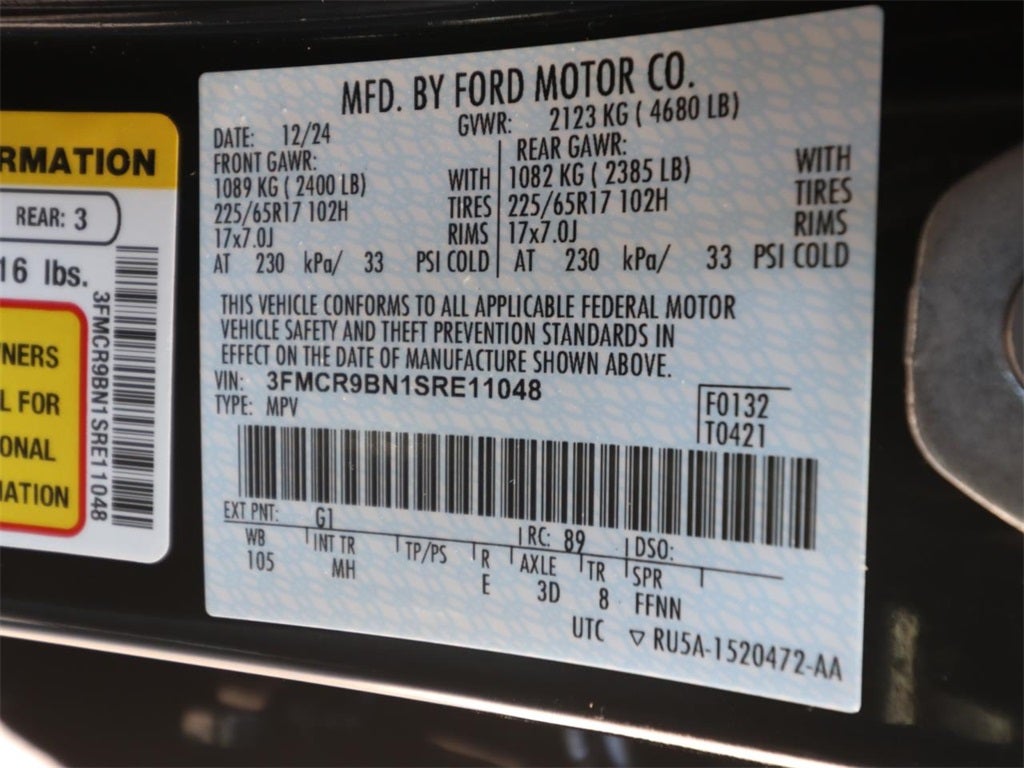 RMATION
REAR: 3
16 lbs.
NERS
L FOR
ONAL
ATION
3FMCR9BN1SRE11048
MFD. BY FORD MOTOR CO.
DATE: 12/24 GVWR: 2123 KG ( 4680 LB)
FRONT GAWR: REAR GAWR:
1089 KG ( 2400 LB) WITH 1082 KG ( 2385 LB) WITH
225/65R17 102H TIRES 225/65R17 102H TIRES
17x7.0J RIMS 17x7.0J RIMS
AT 230 kPa/ 33 PSI COLD AT 230 kPa/ 33 PSI COLD
THIS VEHICLE CONFORMS TO ALL APPLICABLE FEDERAL MOTOR
VEHICLE SAFETY AND THEFT PREVENTION STANDARDS IN
EFFECT ON THE DATE OF MANUFACTURE SHOWN ABOVE.
VIN: 3FMCR9BN1SRE11048
TYPE: MPV
F0132
T0421
EXT PNT: G1 RC: 89 DSO:
WB INT TR TP/PS R AXLE TR SPR
105 MH E 3D 8 FFNN
UTC ▽ RU5A-1520472-AA